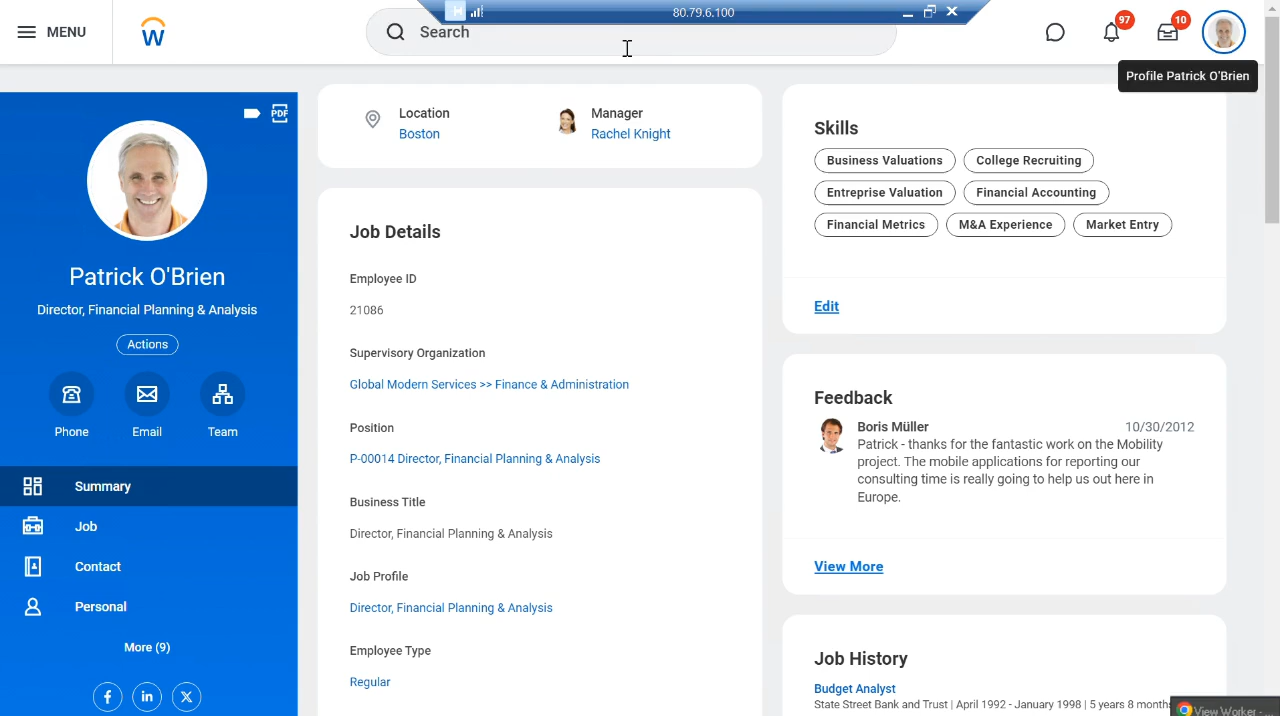 80.79.6.100
MENU
Search
97
10
Profile Patrick O'Brien
PDF
Patrick O'Brien
Director, Financial Planning & Analysis
Actions
Phone
Email
Team
Summary
Job
Contact
Personal
More (9)
Location
Boston
Manager
Rachel Knight
Job Details
Employee ID
21086
Supervisory Organization
Global Modern Services >> Finance & Administration
Position
P-00014 Director, Financial Planning & Analysis
Business Title
Director, Financial Planning & Analysis
Job Profile
Director, Financial Planning & Analysis
Employee Type
Regular
Skills
Business Valuations
College Recruiting
Entreprise Valuation
Financial Accounting
Financial Metrics
M&A Experience
Market Entry
Edit
Feedback
Boris Müller
10/30/2012
Patrick - thanks for the fantastic work on the Mobility
project. The mobile applications for reporting our
consulting time is really going to help us out here in
Europe.
View More
Job History
Budget Analyst
State Street Bank and Trust | April 1992 - January 1998 | 5 years 8 months
View Worker - ...